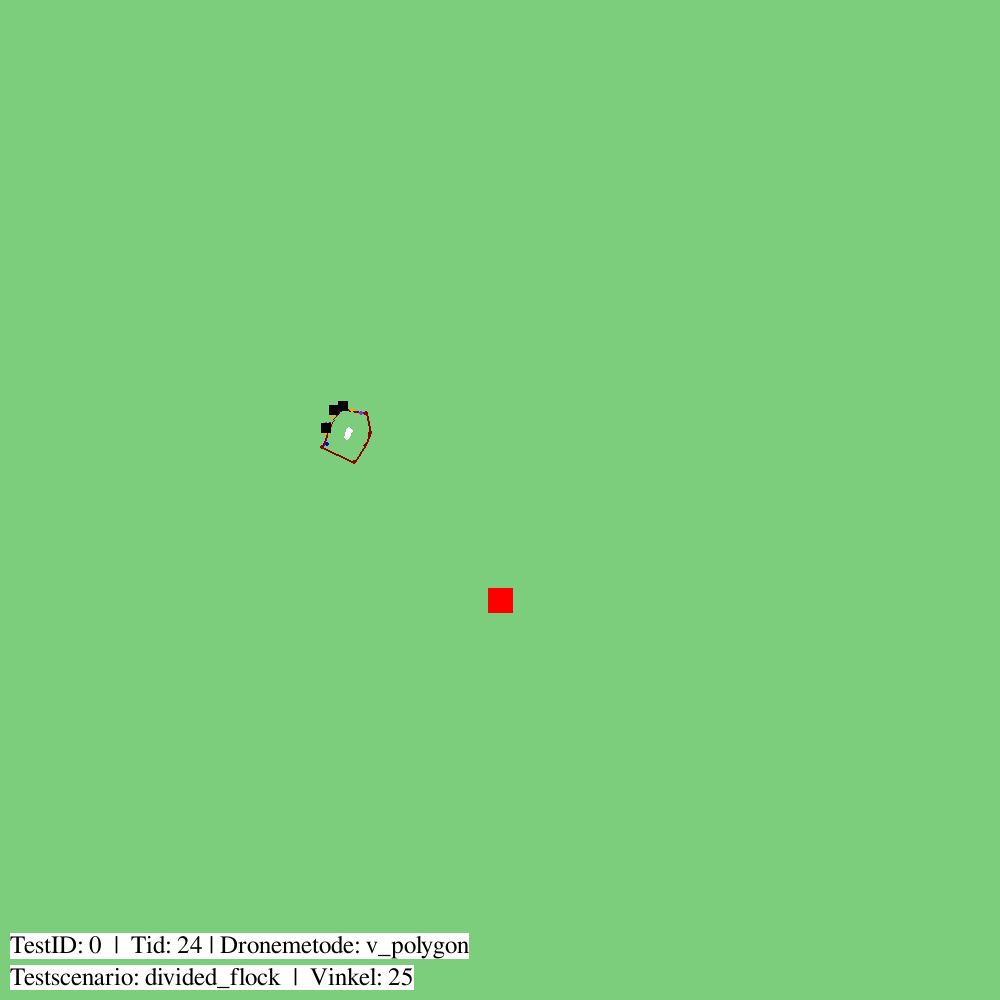 TestID: 0 | Tid: 24 | Dronemetode: v_polygon
Testscenario: divided_flock | Vinkel: 25